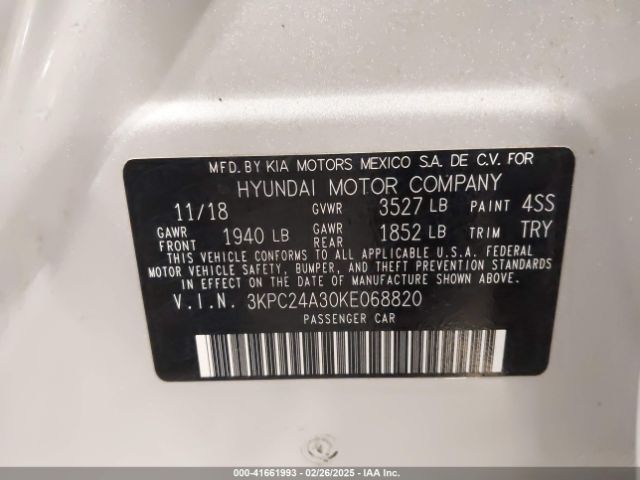 MFD. BY KIA MOTORS MEXICO S.A. DE C.V. FOR
HYUNDAI MOTOR COMPANY
11/18 GVWR 3527 LB PAINT 4SS
GAWR FRONT 1940 LB GAWR REAR 1852 LB TRIM TRY
THIS VEHICLE CONFORMS TO ALL APPLICABLE U.S.A. FEDERAL
MOTOR VEHICLE SAFETY, BUMPER, AND THEFT PREVENTION
STANDARDS IN EFFECT ON THE DATE OF MANUFACTURE SHOWN ABOVE.
V.I.N. 3KPC24A30KE068820
PASSENGER CAR
000-41661993 - 02/26/2025 - IAA Inc.